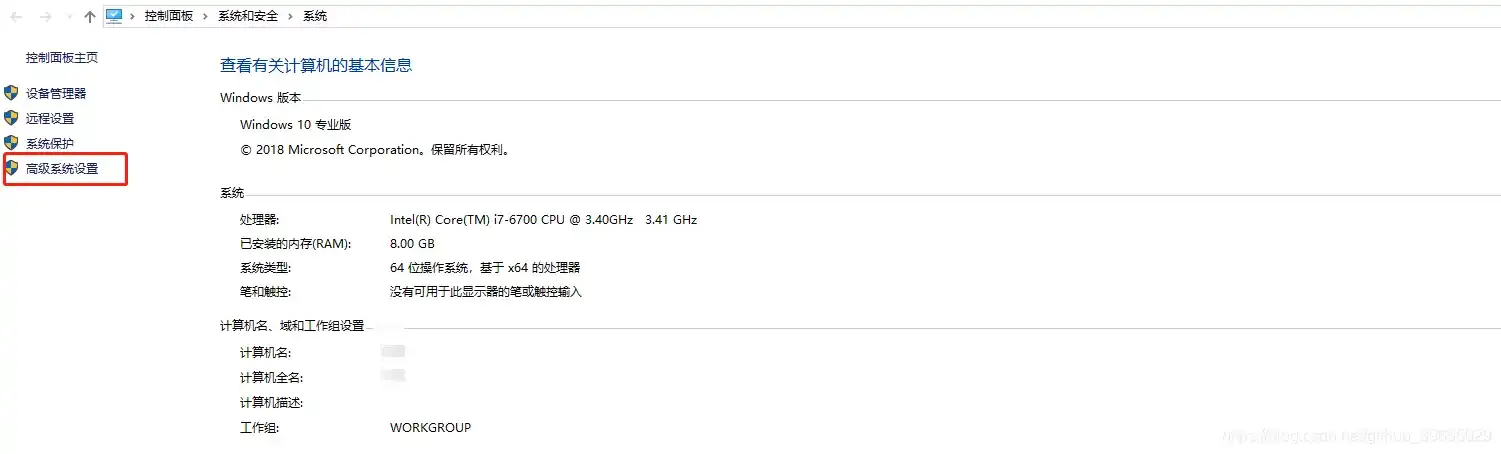 控制面板 › 系统和安全 › 系统
控制面板主页
设备管理器
远程设置
系统保护
高级系统设置
查看有关计算机的基本信息
Windows 版本
Windows 10 专业版
© 2018 Microsoft Corporation。保留所有权利。
系统
处理器: Intel(R) Core(TM) i7-6700 CPU @ 3.40GHz 3.41 GHz
已安装的内存(RAM): 8.00 GB
系统类型: 64 位操作系统，基于 x64 的处理器
笔和触控: 没有可用于此显示器的笔或触控输入
计算机名、域和工作组设置
计算机名:
计算机全名:
计算机描述:
工作组: WORKGROUP